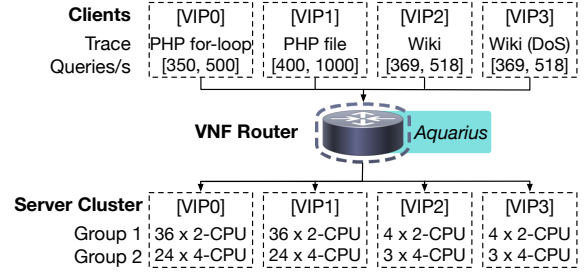 Clients [VIP0] [VIP1] [VIP2] [VIP3]
Trace PHP for-loop PHP file Wiki Wiki (DoS)
Queries/s [350, 500] [400, 1000] [369, 518] [369, 518]
VNF Router Aquarius
Server Cluster [VIP0] [VIP1] [VIP2] [VIP3]
Group 1 36 x 2-CPU 36 x 2-CPU 4 x 2-CPU 4 x 2-CPU
Group 2 24 x 4-CPU 24 x 4-CPU 3 x 4-CPU 3 x 4-CPU